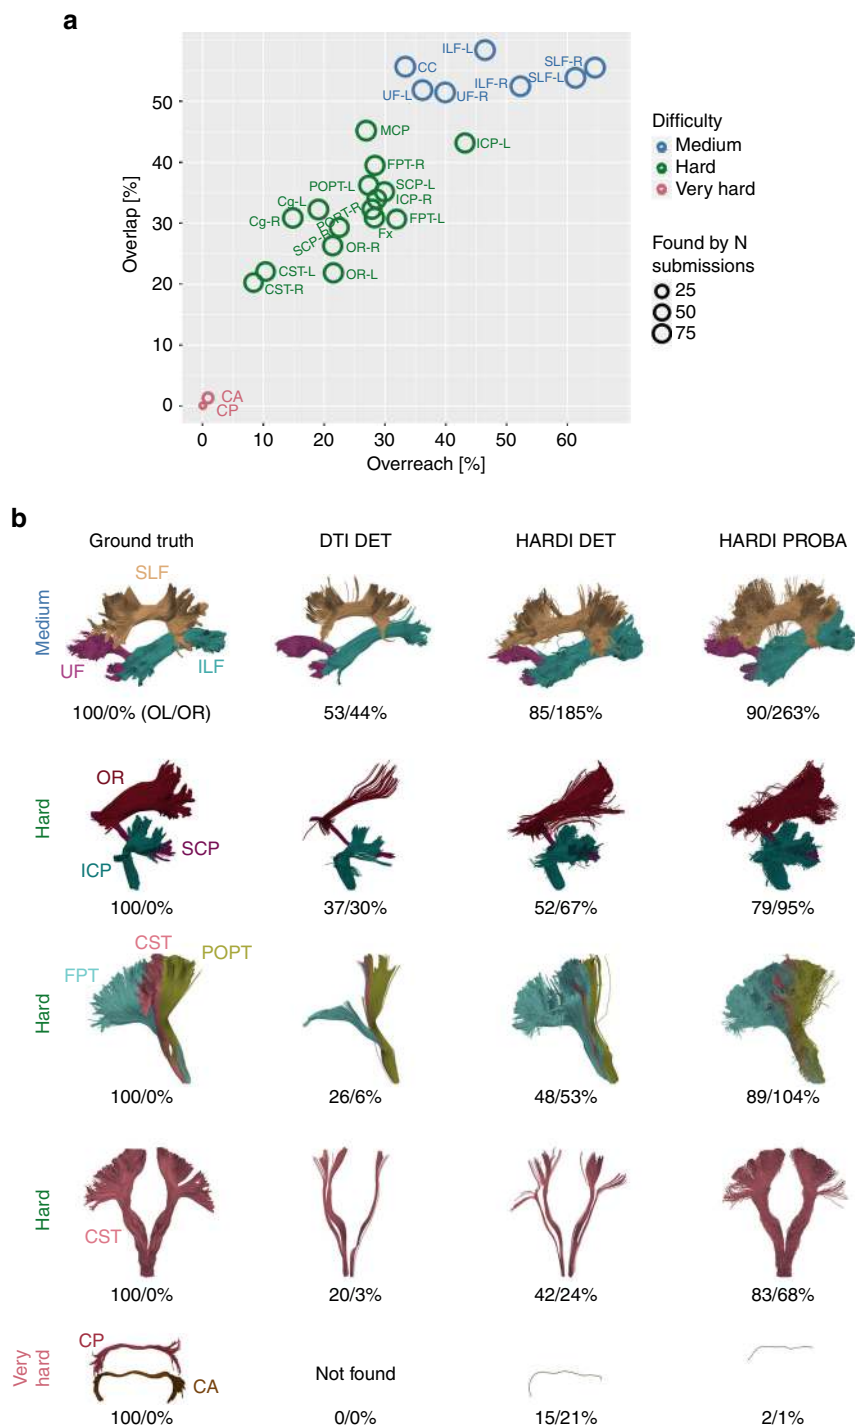 a
ILF-L
CC
SLF-R
ILF-R
SLF-L
UF-L
UF-R
MCP
ICP-L
FPT-R
POPT-L
SCP-L
ICP-R
Cg-L
POPT-R
Cg-R
FPT-L
Fx
SCP-R
OR-R
CST-L
OR-L
CST-R
CA
CP
50
40
30
20
10
0
Overlap [%]
0 10 20 30 40 50 60
Overreach [%]
Difficulty
Medium
Hard
Very hard
Found by N
submissions
25
50
75
b
Ground truth DTI DET HARDI DET HARDI PROBA
Medium
SLF
UF
ILF
100/0% (OL/OR) 53/44% 85/185% 90/263%
Hard
OR
SCP
ICP
100/0% 37/30% 52/67% 79/95%
Hard
CST
POPT
FPT
100/0% 26/6% 48/53% 89/104%
Hard
CST
100/0% 20/3% 42/24% 83/68%
Very
hard
CP
CA
Not found
100/0% 0/0% 15/21% 2/1%